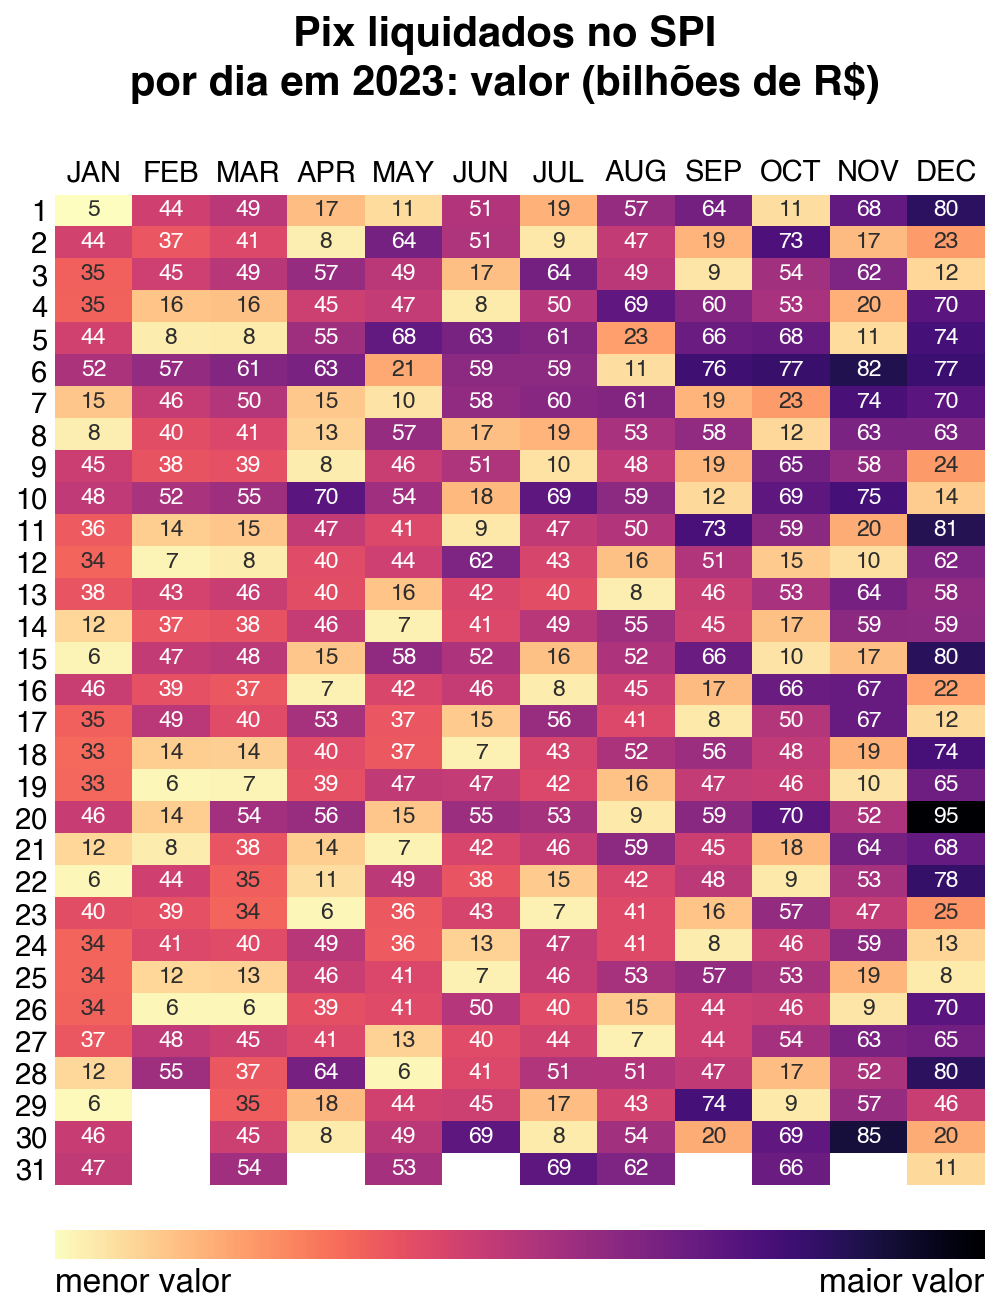 Pix liquidados no SPI
por dia em 2023: valor (bilhões de R$)
JAN FEB MAR APR MAY JUN JUL AUG SEP OCT NOV DEC
1 5 44 49 17 11 51 19 57 64 11 68 80
2 44 37 41 8 64 51 9 47 19 73 17 23
3 35 45 49 57 49 17 64 49 9 54 62 12
4 35 16 16 45 47 8 50 69 60 53 20 70
5 44 8 8 55 68 63 61 23 66 68 11 74
6 52 57 61 63 21 59 59 11 76 77 82 77
7 15 46 50 15 10 58 60 61 19 23 74 70
8 8 40 41 13 57 17 19 53 58 12 63 63
9 45 38 39 8 46 51 10 48 19 65 58 24
10 48 52 55 70 54 18 69 59 12 69 75 14
11 36 14 15 47 41 9 47 50 73 59 20 81
12 34 7 8 40 44 62 43 16 51 15 10 62
13 38 43 46 40 16 42 40 8 46 53 64 58
14 12 37 38 46 7 41 49 55 45 17 59 59
15 6 47 48 15 58 52 16 52 66 10 17 80
16 46 39 37 7 42 46 8 45 17 66 67 22
17 35 49 40 53 37 15 56 41 8 50 67 12
18 33 14 14 40 37 7 43 52 56 48 19 74
19 33 6 7 39 47 47 42 16 47 46 10 65
20 46 14 54 56 15 55 53 9 59 70 52 95
21 12 8 38 14 7 42 46 59 45 18 64 68
22 6 44 35 11 49 38 15 42 48 9 53 78
23 40 39 34 6 36 43 7 41 16 57 47 25
24 34 41 40 49 36 13 47 41 8 46 59 13
25 34 12 13 46 41 7 46 53 57 53 19 8
26 34 6 6 39 41 50 40 15 44 46 9 70
27 37 48 45 41 13 40 44 7 44 54 63 65
28 12 55 37 64 6 41 51 51 47 17 52 80
29 6 35 18 44 45 17 43 74 9 57 46
30 46 45 8 49 69 8 54 20 69 85 20
31 47 54 53 69 62 66 11
menor valor maior valor